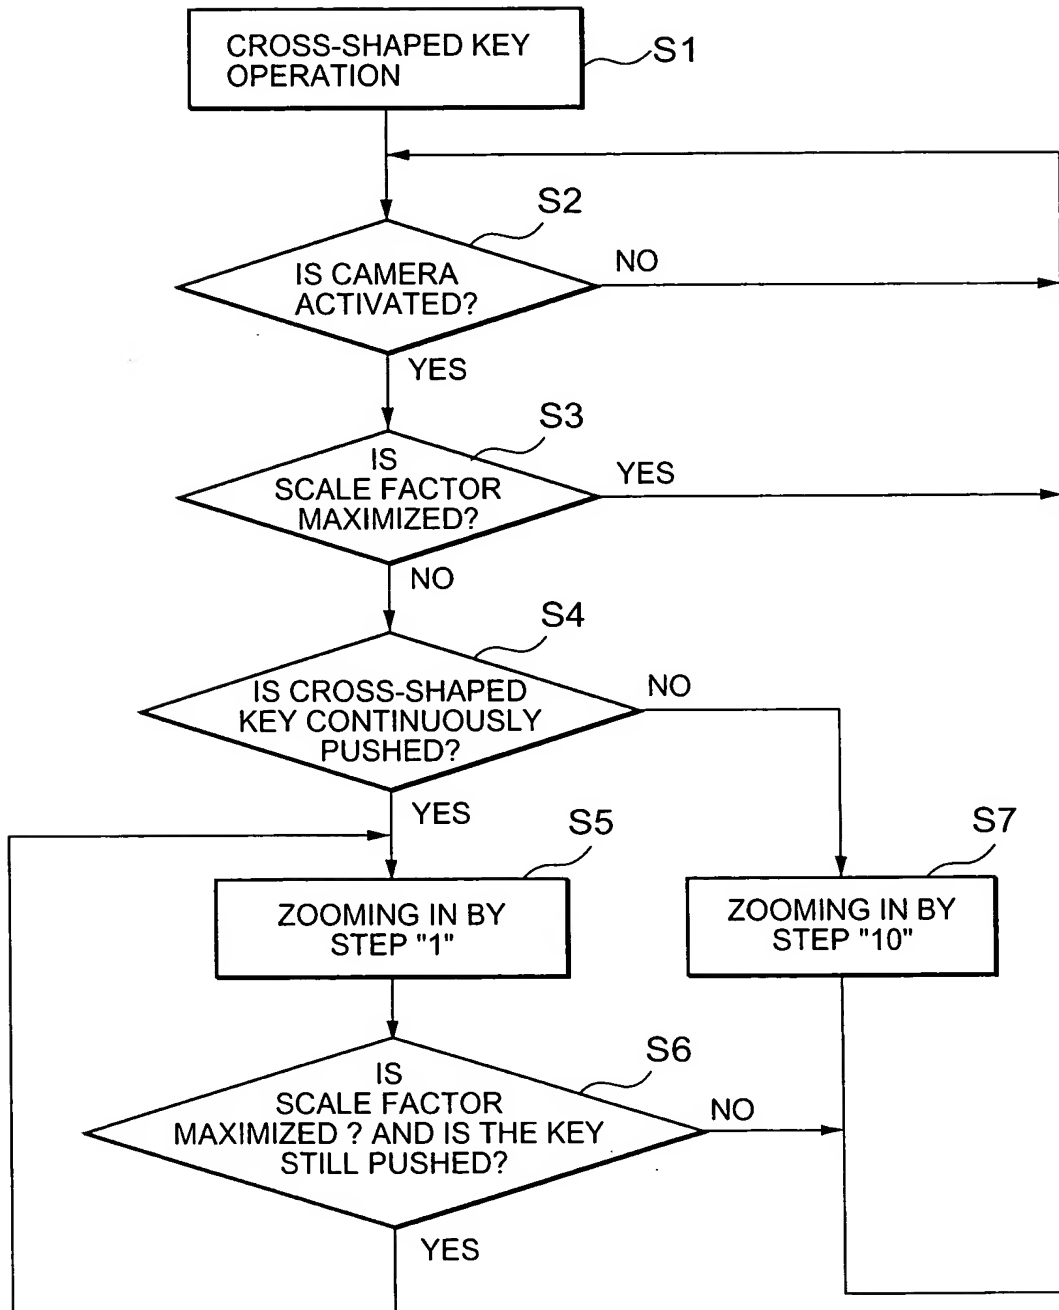 CROSS-SHAPED KEY
OPERATION
S1
S2
IS CAMERA
ACTIVATED?
NO
YES
S3
IS
SCALE FACTOR
MAXIMIZED?
YES
NO
S4
IS CROSS-SHAPED
KEY CONTINUOUSLY
PUSHED?
NO
YES
S5
ZOOMING IN BY
STEP "1"
S7
ZOOMING IN BY
STEP "10"
S6
IS
SCALE FACTOR
MAXIMIZED ? AND IS THE KEY
STILL PUSHED?
NO
YES